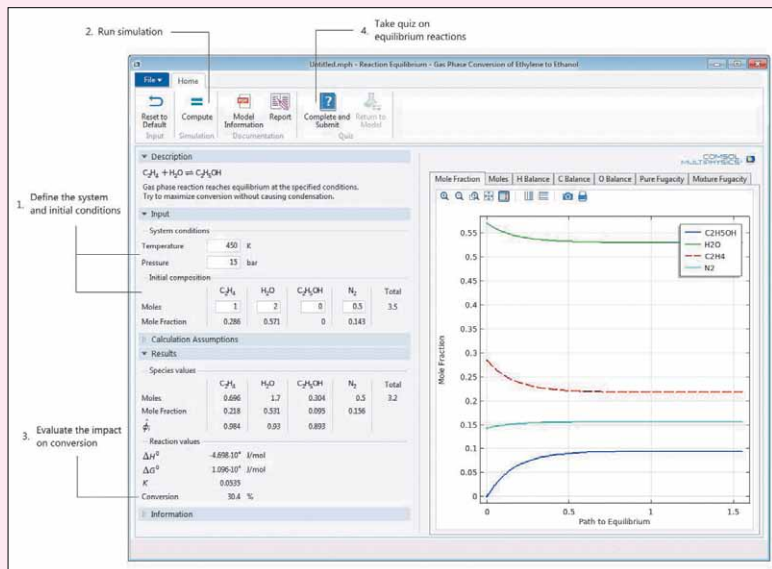 2. Run simulation
4. Take quiz on
equilibrium reactions
Untitled.mph - Reaction Equilibrium - Gas Phase Conversion of Ethylene to Ethanol
File Home
Reset to Default
Compute
Model Information
Report
Complete and Submit
Return to Model
Input Simulation Documentation Quiz
1. Define the system
and initial conditions
3. Evaluate the impact
on conversion
Description
C₂H₄ + H₂O ⇌ C₂H₅OH
Gas phase reaction reaches equilibrium at the specified conditions.
Try to maximize conversion without causing condensation.
Input
System conditions
Temperature 450 K
Pressure 15 bar
Initial composition
C₂H₄ H₂O C₂H₅OH N₂ Total
Moles 1 2 0 0.5 3.5
Mole Fraction 0.286 0.571 0 0.143
Calculation Assumptions
Results
Species values
C₂H₄ H₂O C₂H₅OH N₂ Total
Moles 0.696 1.7 0.304 0.5 3.2
Mole Fraction 0.218 0.531 0.095 0.156
0.984 0.93 0.893
Reaction values
ΔH⁰ -4.698·10⁴ J/mol
ΔG⁰ 1.096·10⁴ J/mol
K 0.0535
Conversion 30.4 %
Information
COMSOL
MULTIPHYSICS
Mole Fraction Moles H Balance C Balance O Balance Pure Fugacity Mixture Fugacity
C2H5OH
H2O
C2H4
N2
Mole Fraction
0.55
0.5
0.45
0.4
0.35
0.3
0.25
0.2
0.15
0.1
0.05
0
0 0.5 1 1.5
Path to Equilibrium